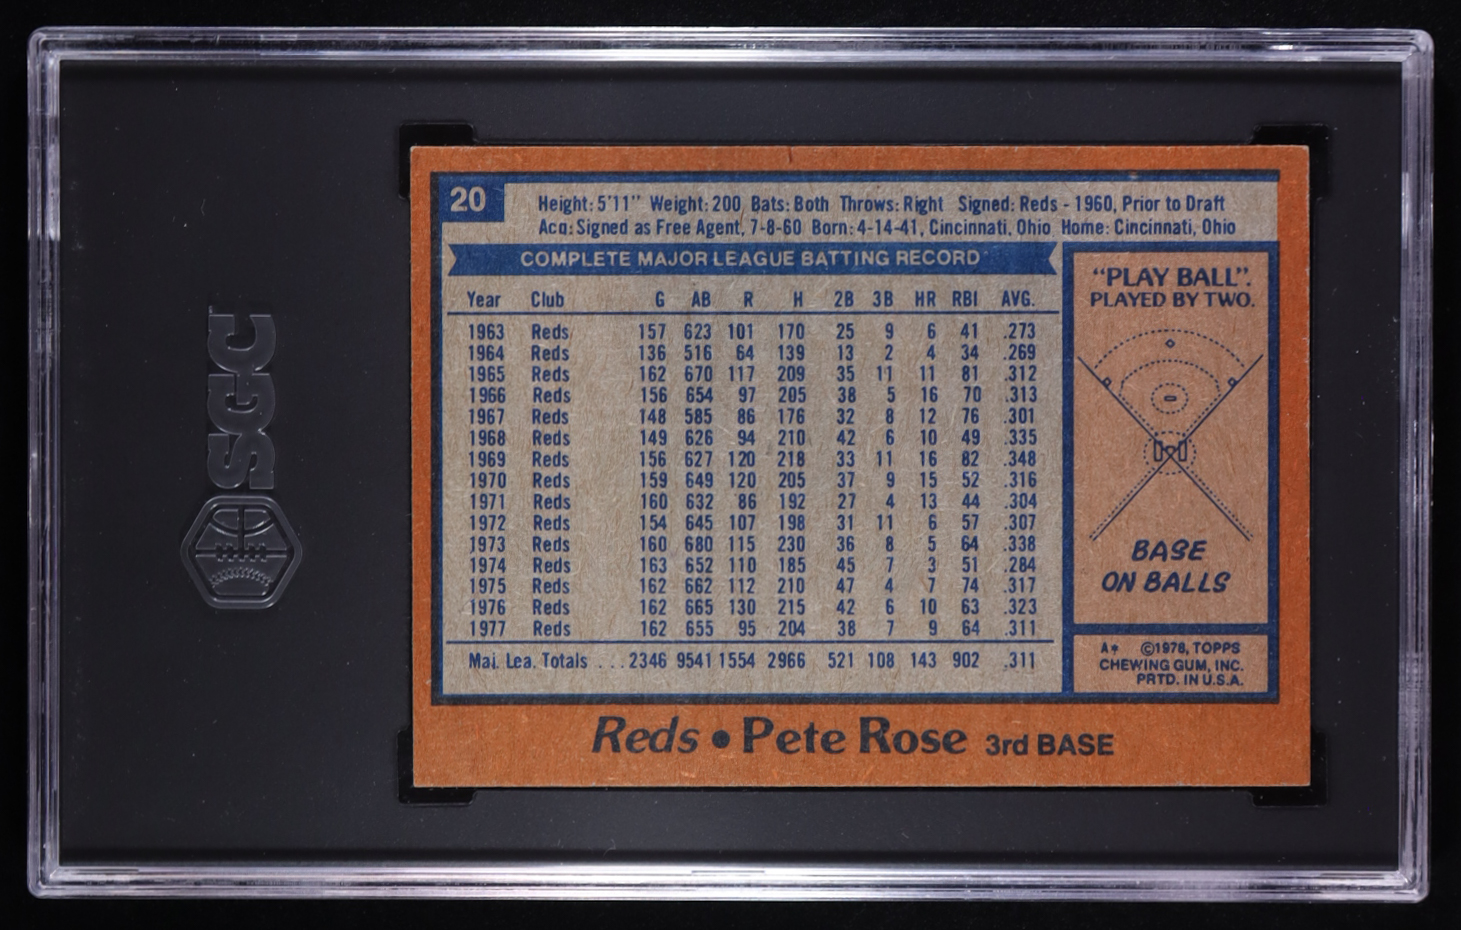 SGC
20
Height: 5'11" Weight: 200 Bats: Both Throws: Right Signed: Reds - 1960, Prior to Draft
Acq: Signed as Free Agent, 7-8-60 Born: 4-14-41, Cincinnati, Ohio Home: Cincinnati, Ohio
COMPLETE MAJOR LEAGUE BATTING RECORD
Year Club G AB R H 2B 3B HR RBI AVG.
1963 Reds 157 623 101 170 25 9 6 41 .273
1964 Reds 136 516 64 139 13 2 4 34 .269
1965 Reds 162 670 117 209 35 11 11 81 .312
1966 Reds 156 654 97 205 38 5 16 70 .313
1967 Reds 148 585 86 176 32 8 12 76 .301
1968 Reds 149 626 94 210 42 6 10 49 .335
1969 Reds 156 627 120 218 33 11 16 82 .348
1970 Reds 159 649 120 205 37 9 15 52 .316
1971 Reds 160 632 86 192 27 4 13 44 .304
1972 Reds 154 645 107 198 31 11 6 57 .307
1973 Reds 160 680 115 230 36 8 5 64 .338
1974 Reds 163 652 110 185 45 7 3 51 .284
1975 Reds 162 662 112 210 47 4 7 74 .317
1976 Reds 162 665 130 215 42 6 10 63 .323
1977 Reds 162 655 95 204 38 7 9 64 .311
Maj. Lea. Totals ... 2346 9541 1554 2966 521 108 143 902 .311
"PLAY BALL".
PLAYED BY TWO.
BASE
ON BALLS
A* ©1978, TOPPS
CHEWING GUM, INC.
PRTD. IN U.S.A.
Reds • Pete Rose 3rd BASE